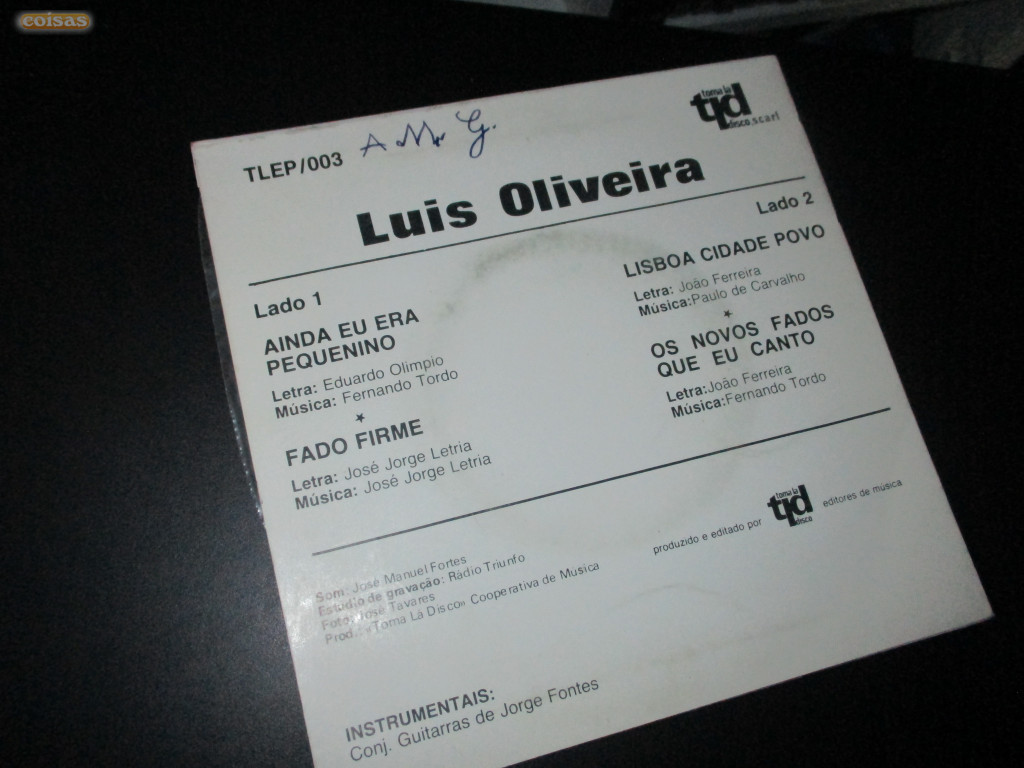 coisas
TLEP/003
A M. G.
toma la
tld
disco, scarl
Luis Oliveira
Lado 1
AINDA EU ERA
PEQUENINO
Letra: Eduardo Olimpio
Música: Fernando Tordo
★
FADO FIRME
Letra: José Jorge Letria
Música: José Jorge Letria
Lado 2
LISBOA CIDADE POVO
Letra: João Ferreira
Música:Paulo de Carvalho
★
OS NOVOS FADOS
QUE EU CANTO
Letra:João Ferreira
Música:Fernando Tordo
Som: José Manuel Fortes
Estúdio de gravação: Rádio Triunfo
Foto: José Tavares
Prod.: «Toma Lá Disco» Cooperativa de Musica
produzido e editado por
toma la
tld
disco
editores de música
INSTRUMENTAIS:
Conj. Guitarras de Jorge Fontes